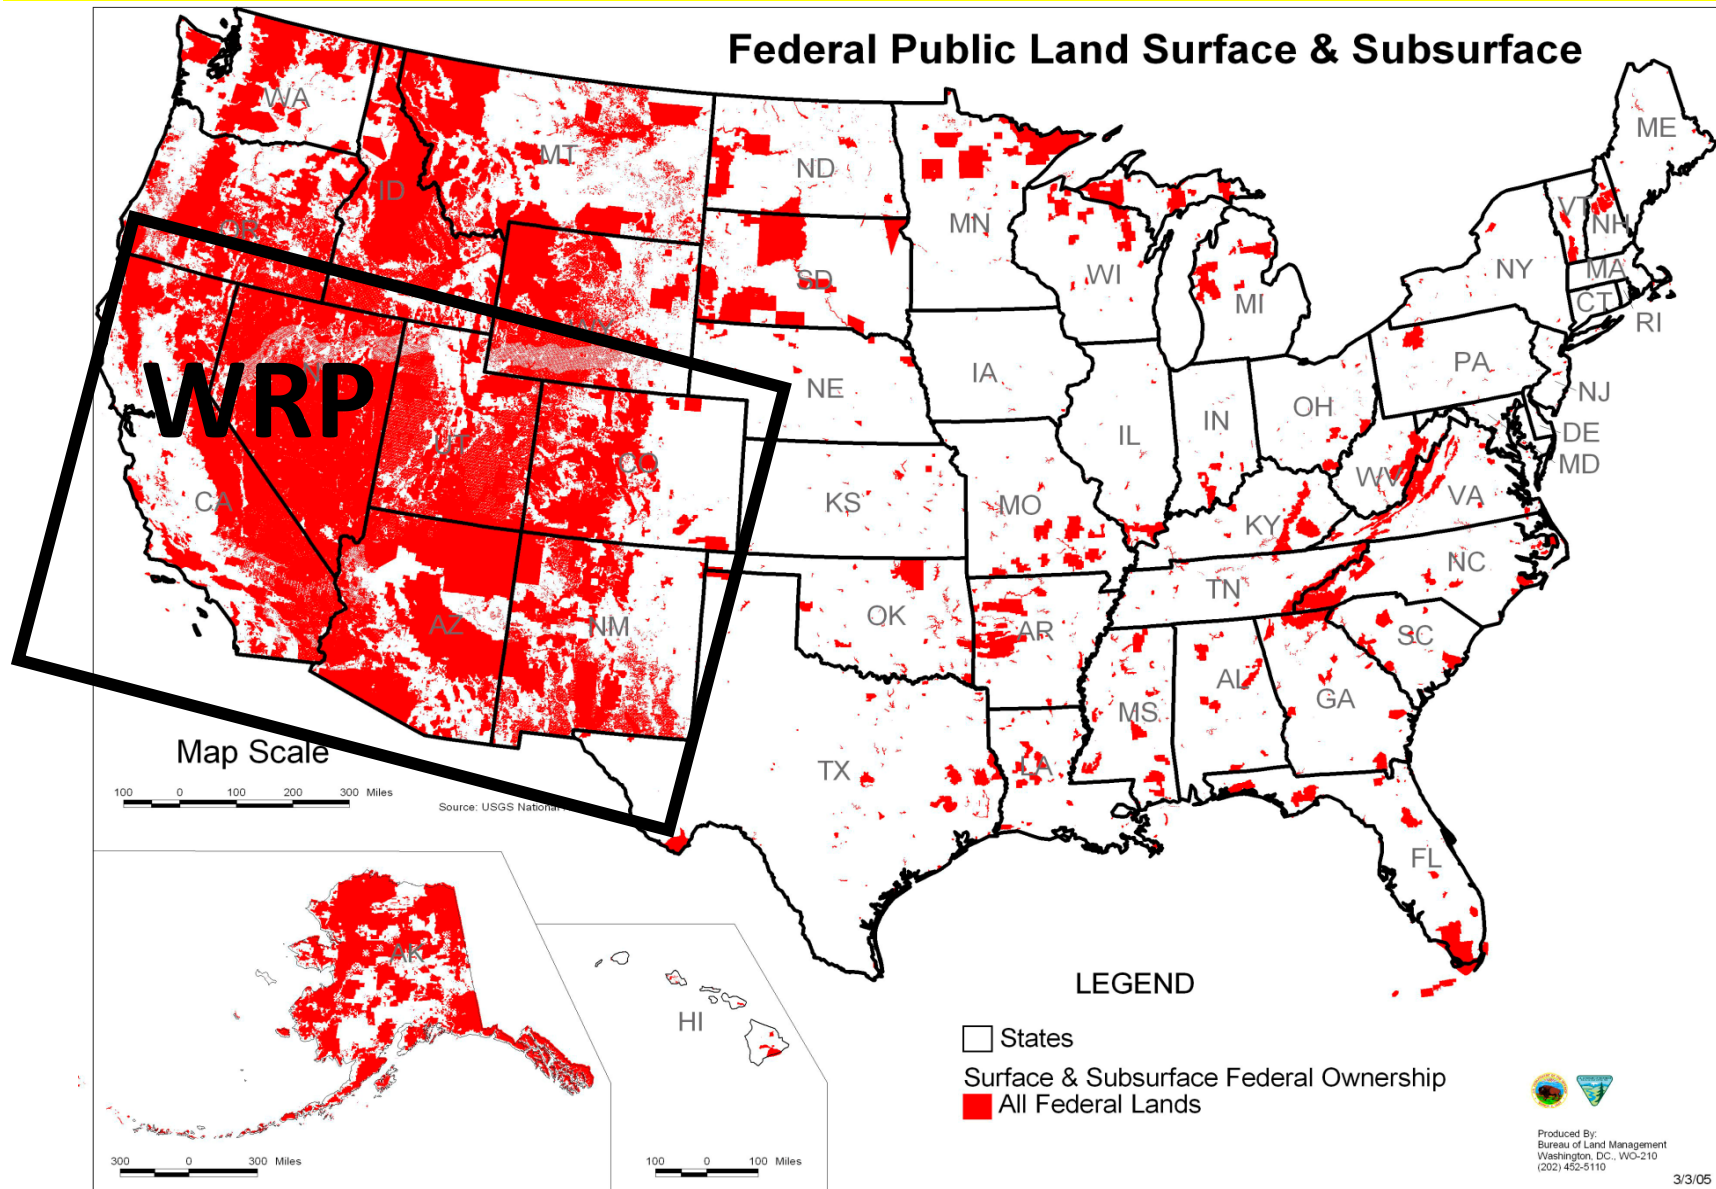 Federal Public Land Surface & Subsurface
WA
MT
ND
ME
ID
MN
VT
NH
OR
SD
WI
NY
MA
MI
CT
RI
WRP
NE
IA
PA
NJ
OH
IN
IL
DE
MD
UT
CO
WV
VA
CA
KS
MO
KY
NC
TN
OK
AR
SC
AZ
NM
AL
GA
MS
TX
LA
FL
Map Scale
100 0 100 200 300 Miles
Source: USGS National
AK
HI
300 0 300 Miles
100 0 100 Miles
LEGEND
States
Surface & Subsurface Federal Ownership
All Federal Lands
Produced By:
Bureau of Land Management
Washington, DC., WO-210
(202) 452-5110
3/3/05